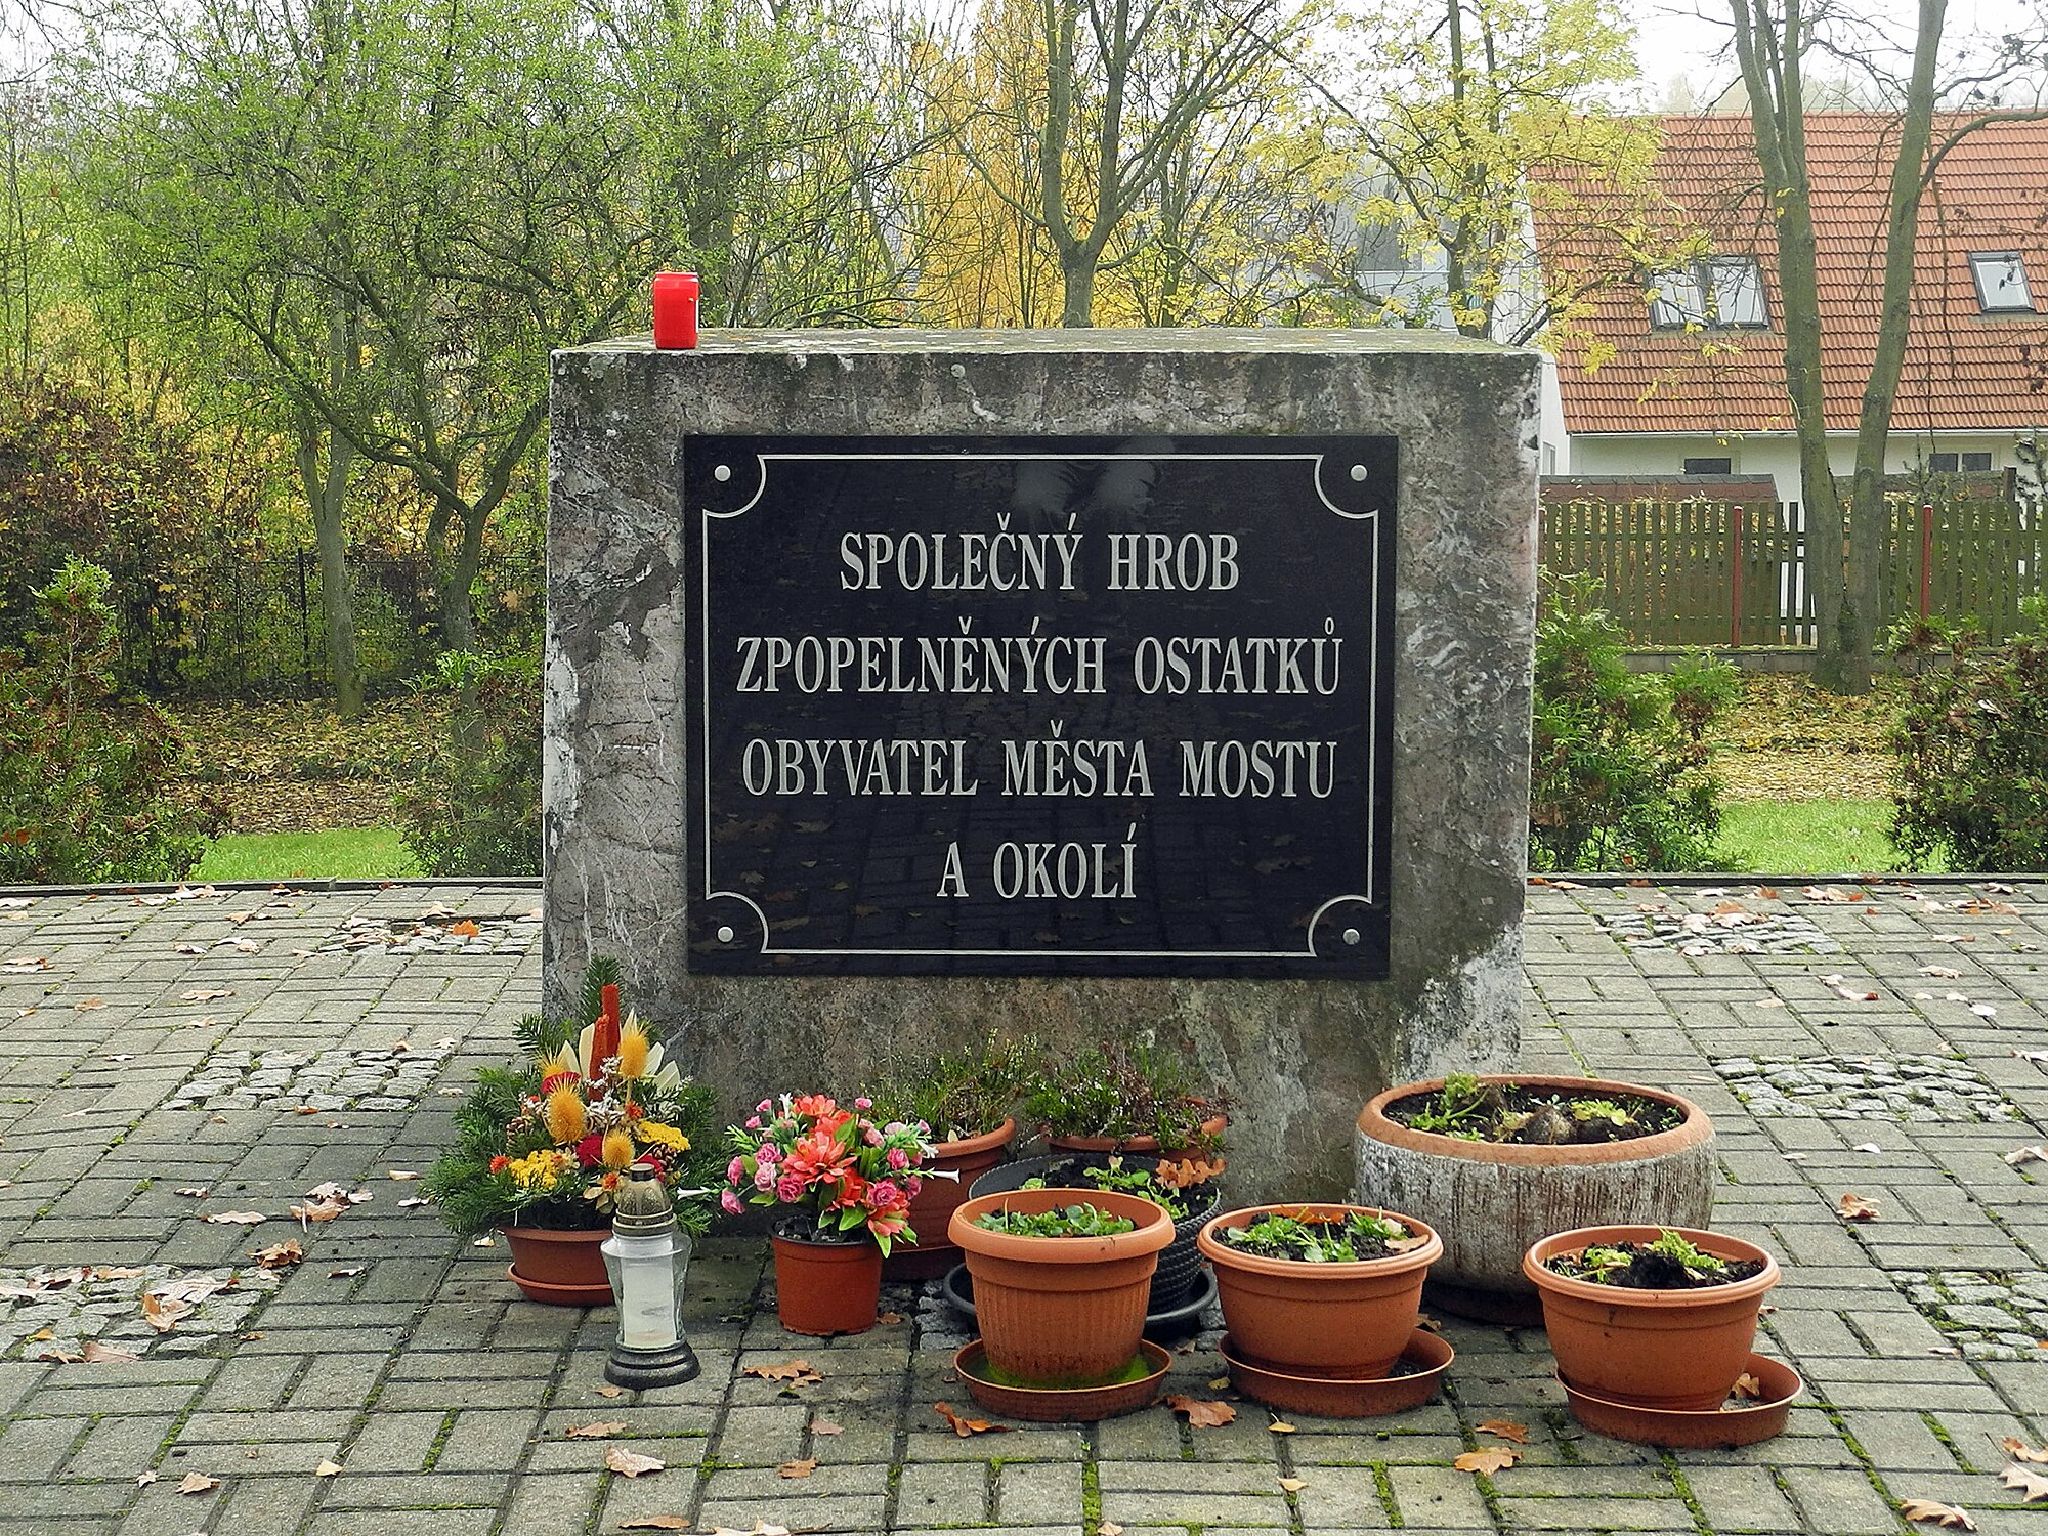 SPOLEČNÝ HROB
ZPOPELNĚNÝCH OSTATKŮ
OBYVATEL MĚSTA MOSTU
A OKOLÍ